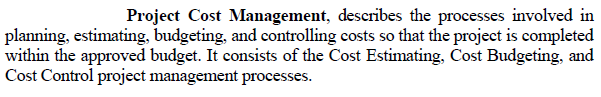 Project Cost Management, describes the processes involved in
planning, estimating, budgeting, and controlling costs so that the project is completed
within the approved budget. It consists of the Cost Estimating, Cost Budgeting, and
Cost Control project management processes.